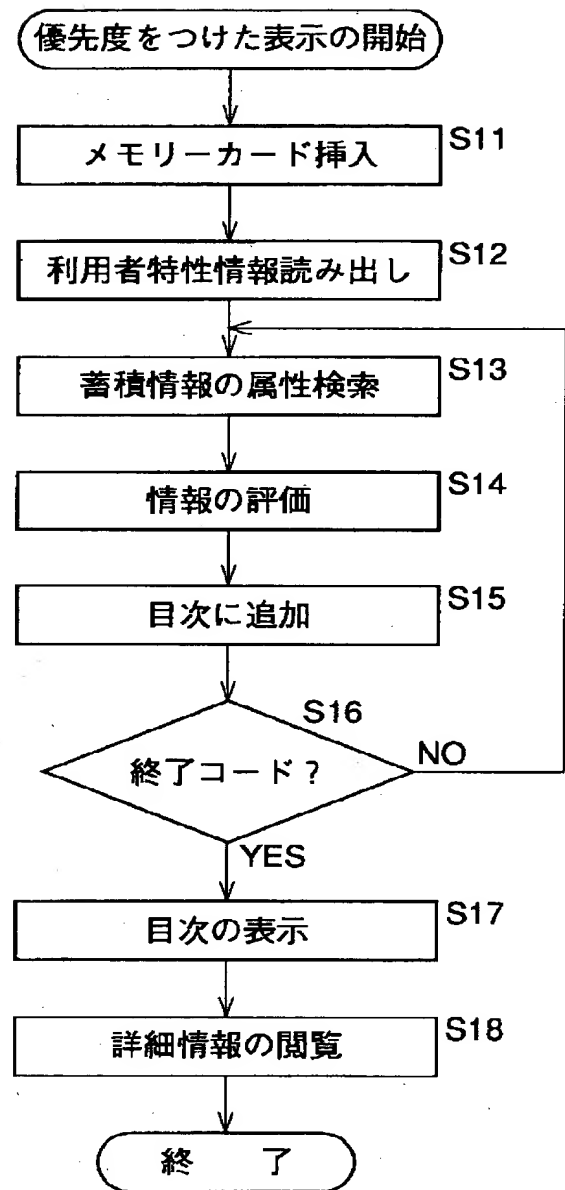 優先度をつけた表示の開始
メモリーカード挿入
S11
利用者特性情報読み出し
S12
蓄積情報の属性検索
S13
情報の評価
S14
目次に追加
S15
S16
終了コード?
NO
YES
目次の表示
S17
詳細情報の閲覧
S18
終 了